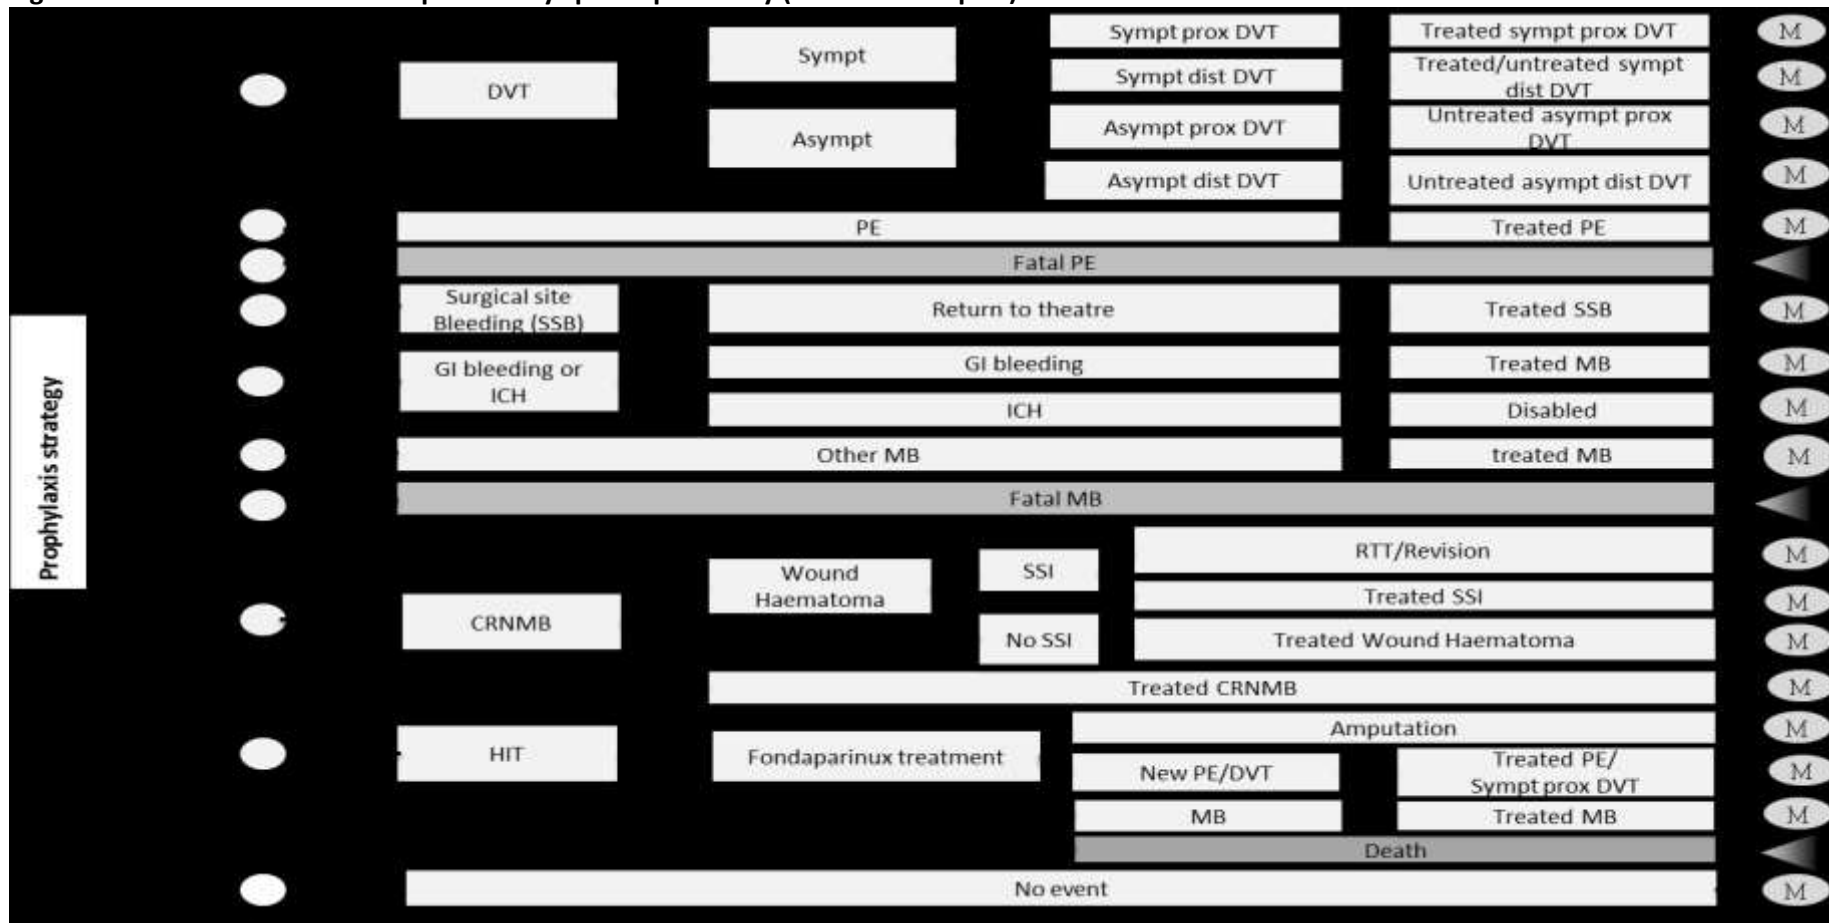 Prophylaxis strategy
DVT
Sympt
Asympt
Sympt prox DVT
Treated sympt prox DVT
M
Sympt dist DVT
Treated/untreated sympt
dist DVT
M
Asympt prox DVT
Untreated asympt prox
DVT
M
Asympt dist DVT
Untreated asympt dist DVT
M
PE
Treated PE
M
Fatal PE
Surgical site
Bleeding (SSB)
Return to theatre
Treated SSB
M
GI bleeding or
ICH
GI bleeding
Treated MB
M
ICH
Disabled
M
Other MB
treated MB
M
Fatal MB
CRNMB
Wound
Haematoma
SSI
RTT/Revision
M
Treated SSI
M
No SSI
Treated Wound Haematoma
M
Treated CRNMB
M
HIT
Fondaparinux treatment
Amputation
M
New PE/DVT
Treated PE/
Sympt prox DVT
M
MB
Treated MB
M
Death
No event
M